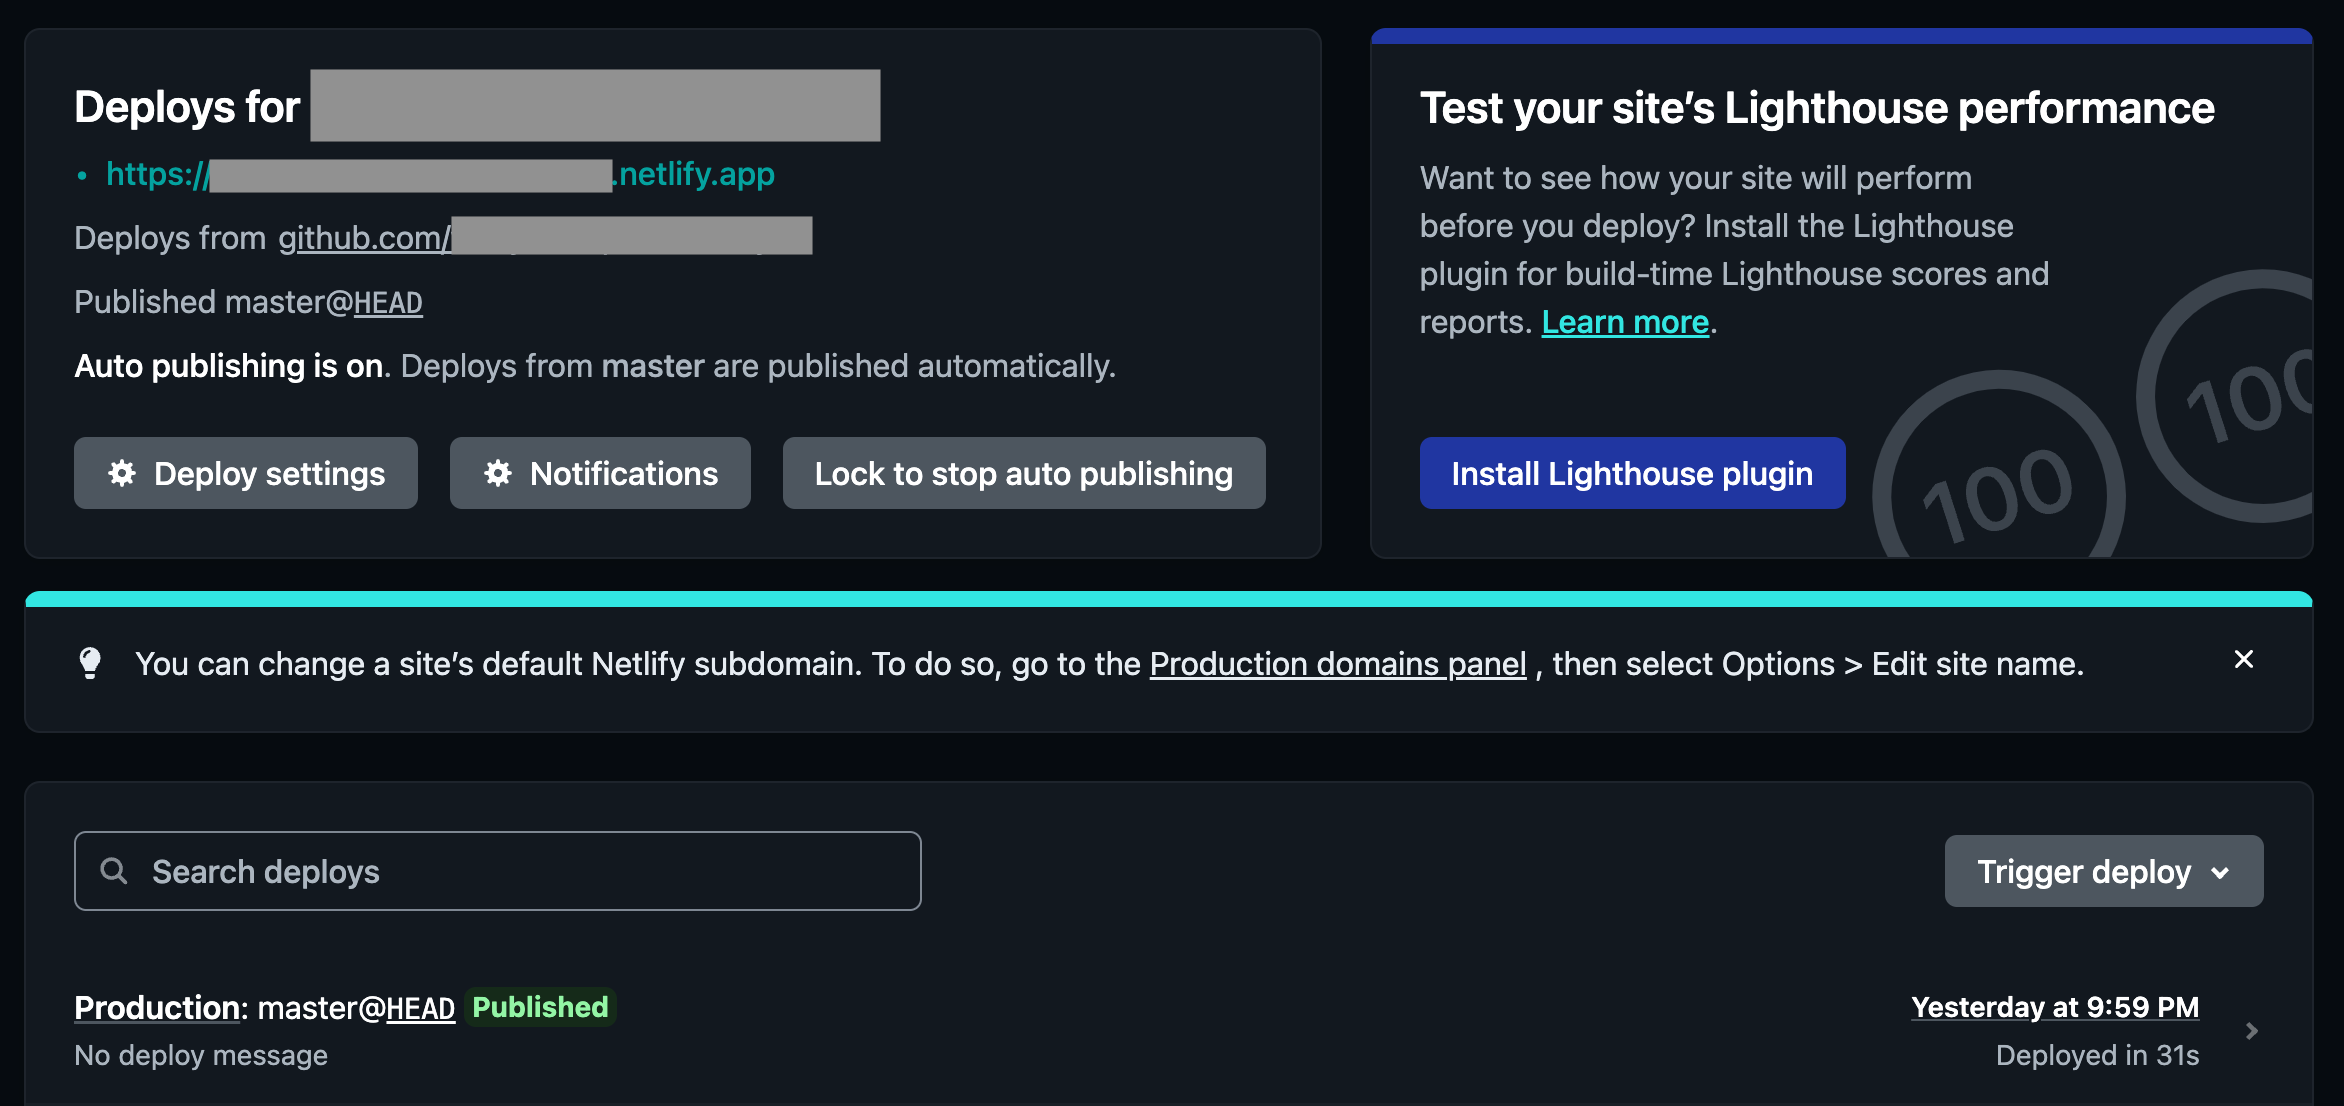 Deploys for
• https:// .netlify.app
Deploys from github.com/
Published master@HEAD
Auto publishing is on. Deploys from master are published automatically.
Deploy settings
Notifications
Lock to stop auto publishing
Test your site’s Lighthouse performance
Want to see how your site will perform
before you deploy? Install the Lighthouse
plugin for build-time Lighthouse scores and
reports. Learn more.
Install Lighthouse plugin
100
100
You can change a site’s default Netlify subdomain. To do so, go to the Production domains panel , then select Options > Edit site name.
Search deploys
Trigger deploy
Production: master@HEAD Published
No deploy message
Yesterday at 9:59 PM
Deployed in 31s